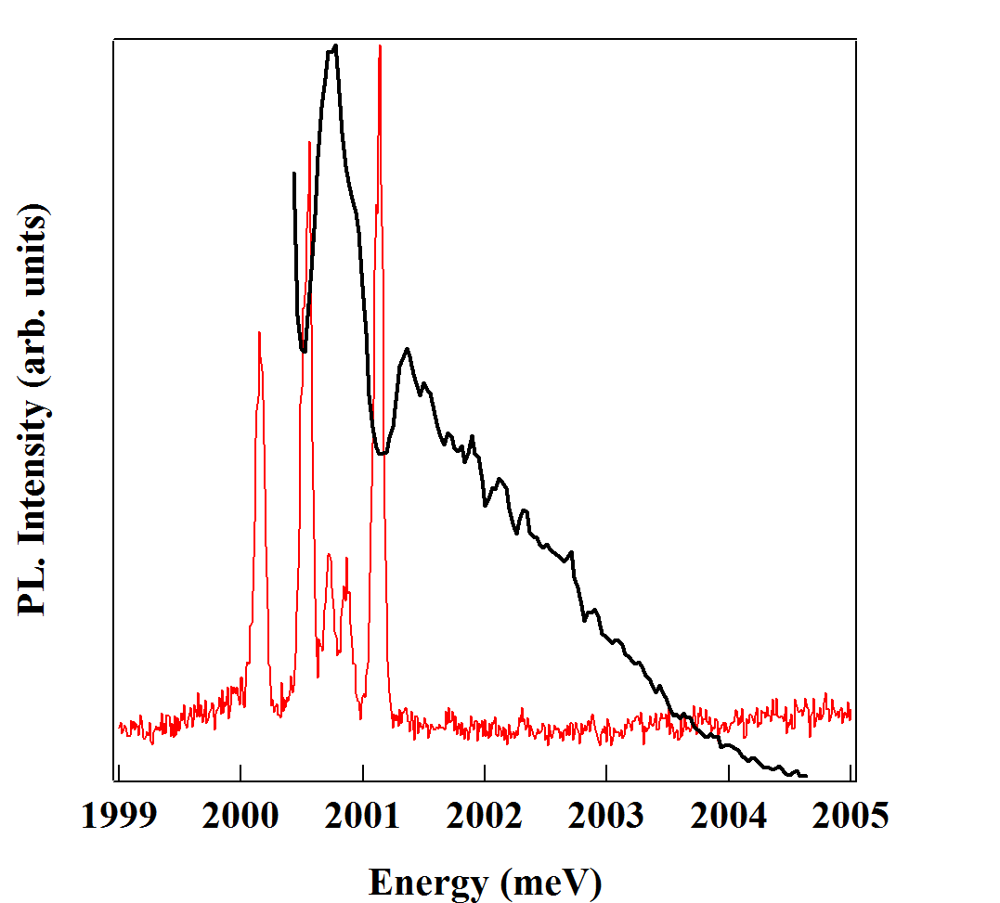 PL. Intensity (arb. units)
1999 2000 2001 2002 2003 2004 2005
Energy (meV)